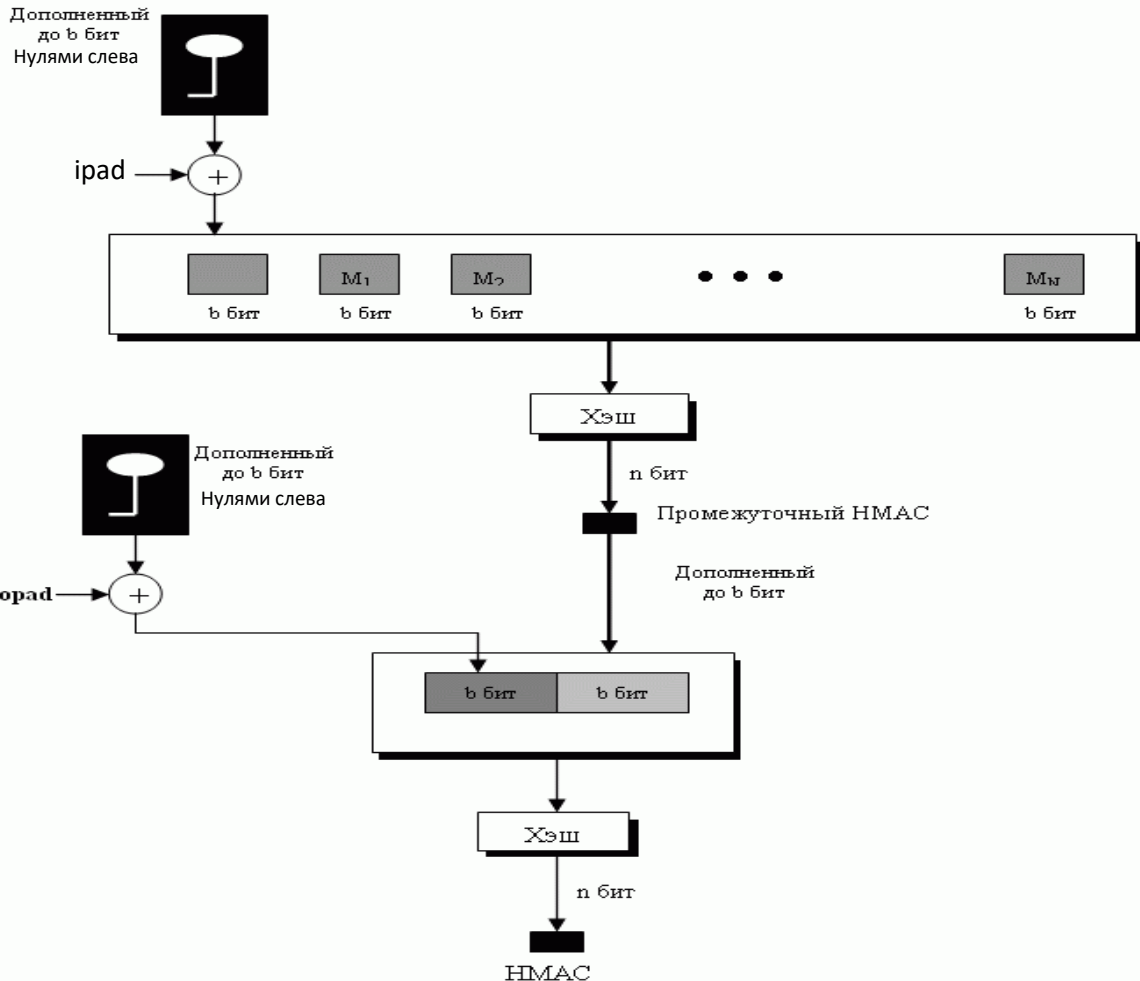 Дополненный
до b бит
Нулями слева
ipad
+
M₁
M₂
M_N
b бит
b бит
b бит
b бит
Хэш
Дополненный
до b бит
Нулями слева
n бит
Промежуточный HMAC
Дополненный
до b бит
opad
+
b бит
b бит
Хэш
n бит
HMAC